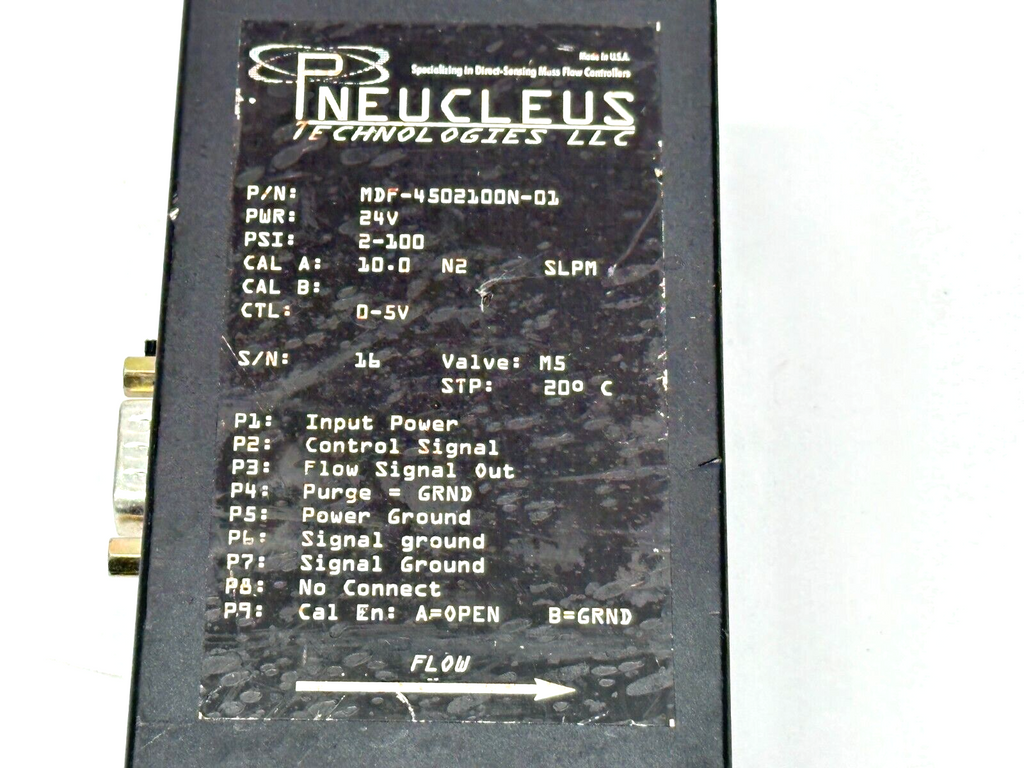 Made in U.S.A.
Specializing in Direct-Sensing Mass Flow Controllers
PNEUCLEUS
TECHNOLOGIES LLC
P/N: MDF-4502100N-01
PWR: 24V
PSI: 2-100
CAL A: 10.0 N2 SLPM
CAL B:
CTL: 0-5V
S/N: 16 Valve: M5
STP: 20º C
P1: Input Power
P2: Control Signal
P3: Flow Signal Out
P4: Purge = GRND
P5: Power Ground
P6: Signal ground
P7: Signal Ground
P8: No Connect
P9: Cal En: A=OPEN B=GRND
FLOW